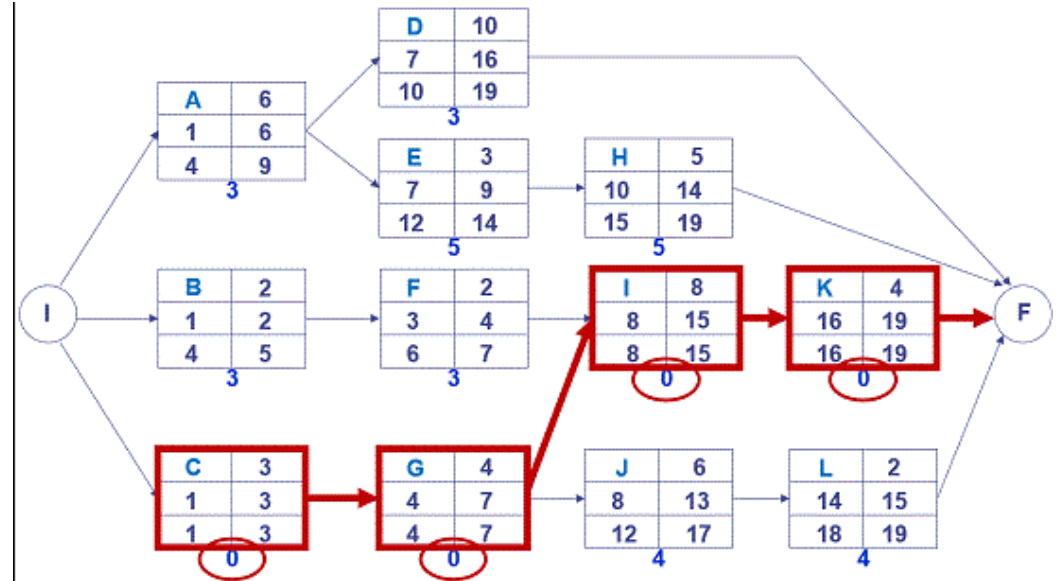 D 10
7 16
10 19
3
A 6
1 6
4 9
3
E 3
7 9
12 14
5
H 5
10 14
15 19
5
I
B 2
1 2
4 5
3
F 2
3 4
6 7
3
I 8
8 15
8 15
0
K 4
16 19
16 19
0
F
C 3
1 3
1 3
0
G 4
4 7
4 7
0
J 6
8 13
12 17
4
L 2
14 15
18 19
4